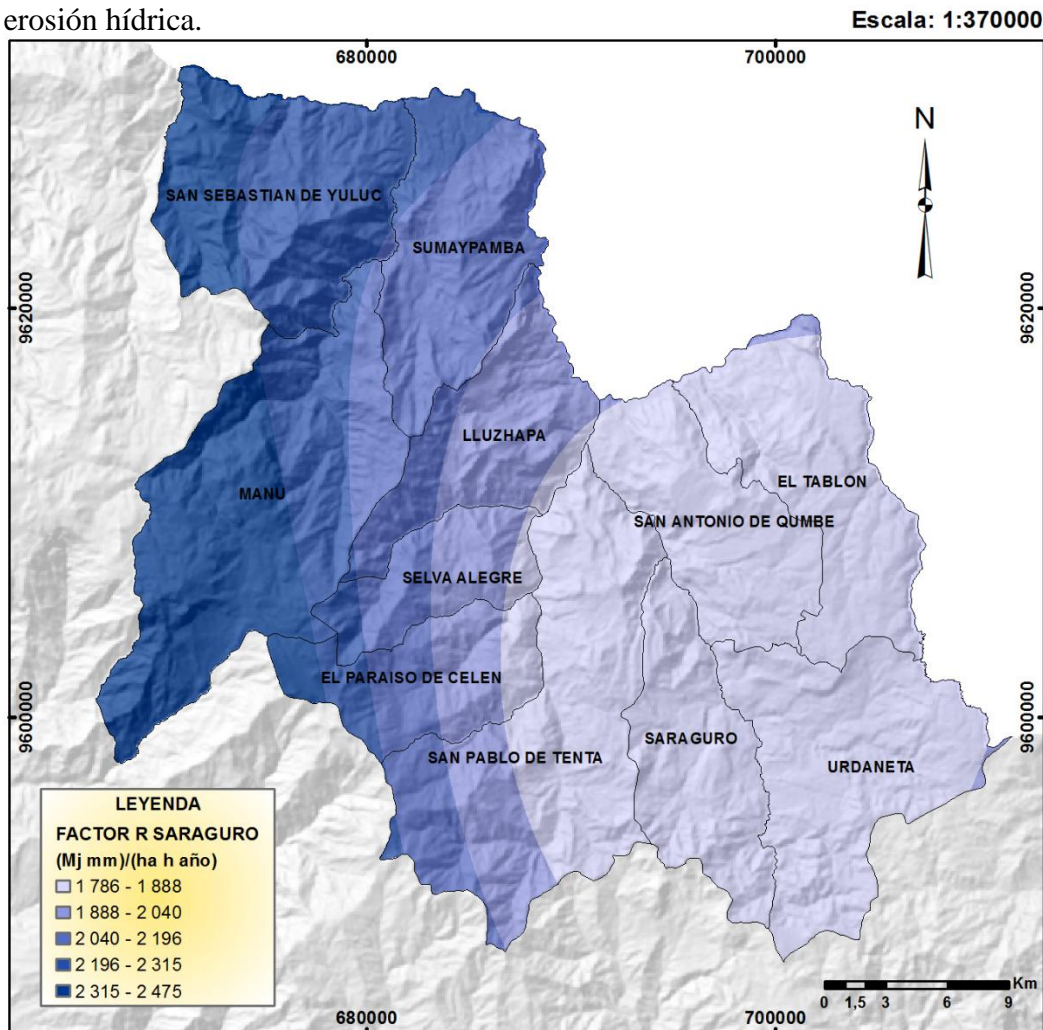 erosión hídrica.
Escala: 1:370000
680000
700000
N
SAN SEBASTIAN DE YULUC
SUMAYPAMBA
9620000
9620000
LLUZHAPA
EL TABLON
MANU
SAN ANTONIO DE QUMBE
SELVA ALEGRE
EL PARAISO DE CELEN
9600000
9600000
SARAGURO
SAN PABLO DE TENTA
URDANETA
LEYENDA
FACTOR R SARAGURO
(Mj mm)/(ha h año)
1 786 - 1 888
1 888 - 2 040
2 040 - 2 196
2 196 - 2 315
2 315 - 2 475
Km
0 1,5 3 6 9
680000
700000